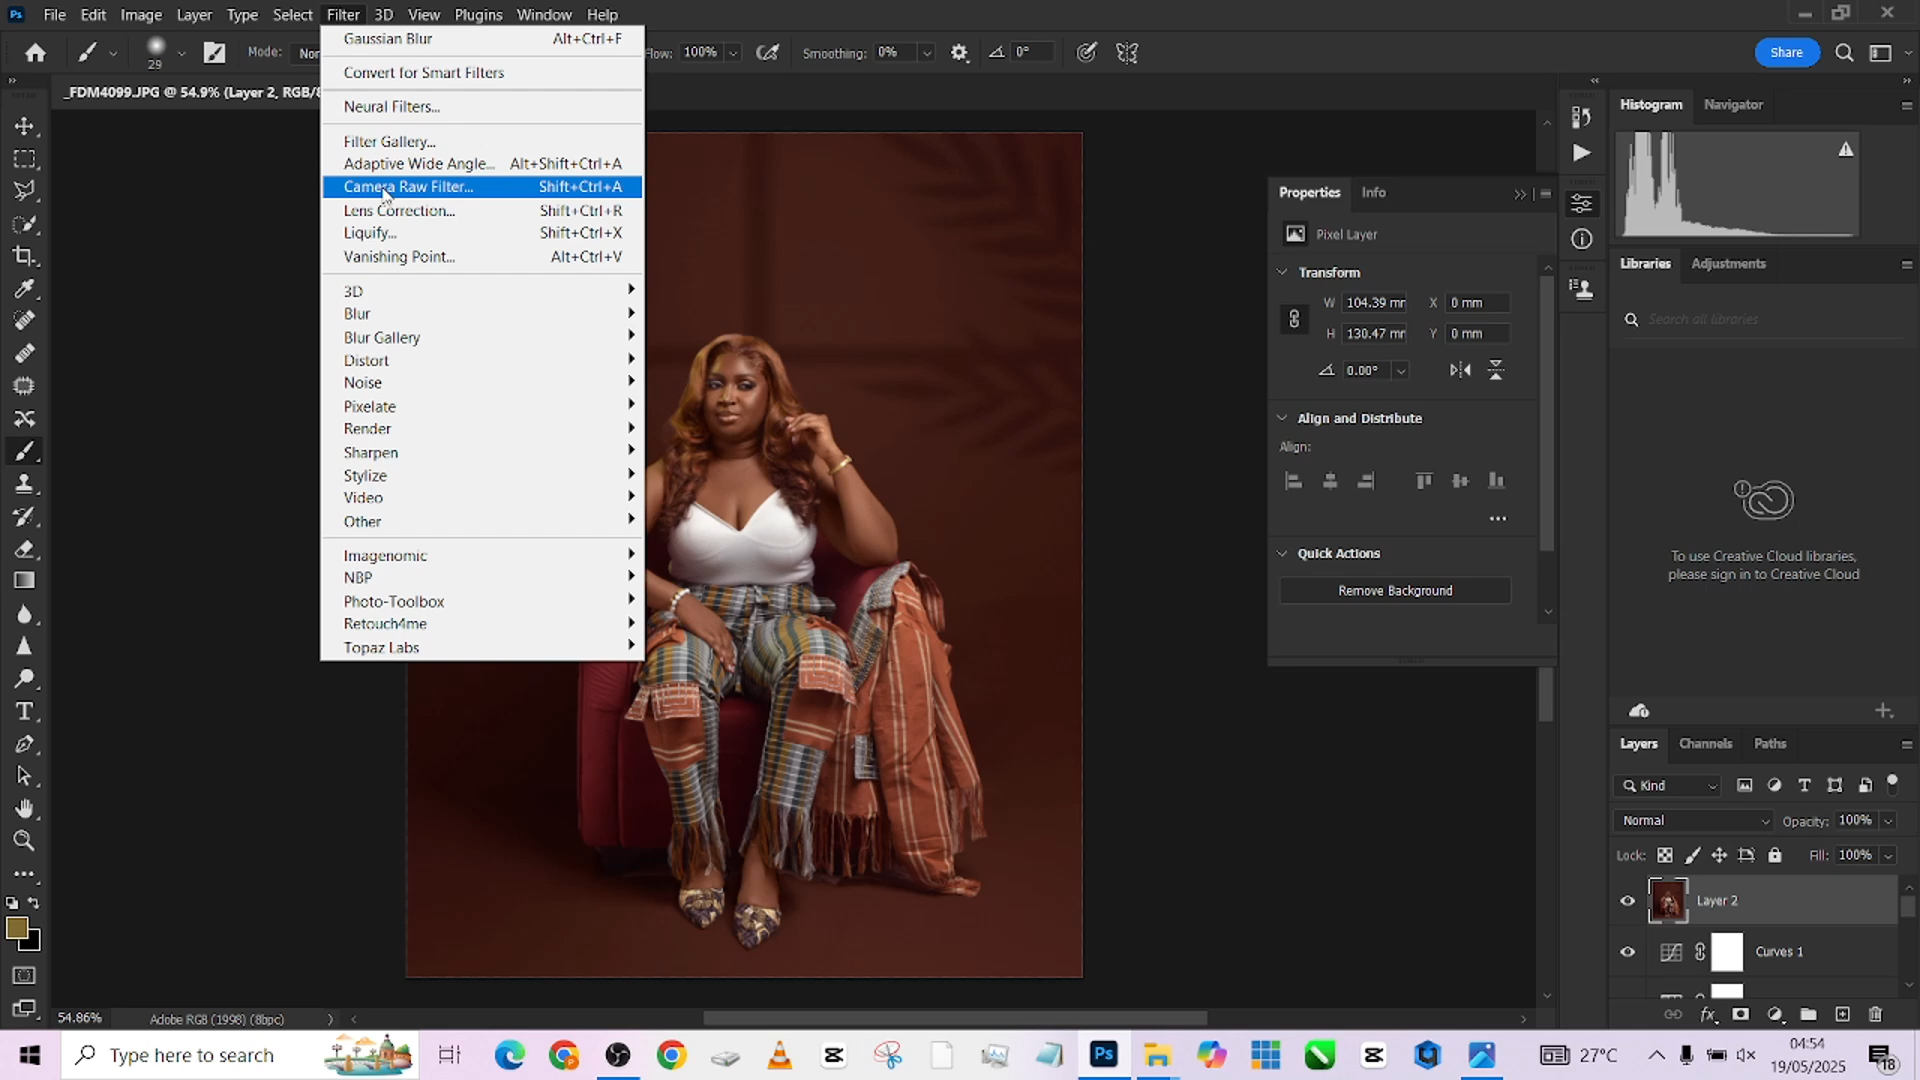 Ps File Edit Image Layer Type Select Filter 3D View Plugins Window Help
29 Mode: Flow: 100% Smoothing: 0% 0° Share
_FDM4099.JPG @ 54.9% (Layer 2, RGB/8
Gaussian Blur Alt+Ctrl+F
Convert for Smart Filters
Neural Filters...
Filter Gallery...
Adaptive Wide Angle... Alt+Shift+Ctrl+A
Camera Raw Filter... Shift+Ctrl+A
Lens Correction... Shift+Ctrl+R
Liquify... Shift+Ctrl+X
Vanishing Point... Alt+Ctrl+V
3D
Blur
Blur Gallery
Distort
Noise
Pixelate
Render
Sharpen
Stylize
Video
Other
Imagenomic
NBP
Photo-Toolbox
Retouch4me
Topaz Labs
Properties Info
Pixel Layer
Transform
W 104.39 mr X 0 mm
H 130.47 mr Y 0 mm
0.00°
Align and Distribute
Align:
Quick Actions
Remove Background
Histogram Navigator
Libraries Adjustments
Search all libraries
To use Creative Cloud libraries,
please sign in to Creative Cloud
Layers Channels Paths
Kind
Normal Opacity: 100%
Lock: Fill: 100%
Layer 2
Curves 1
54.86% Adobe RGB (1998) (8bpc)
Type here to search
Ps
27°C
04:54
19/05/2025
18